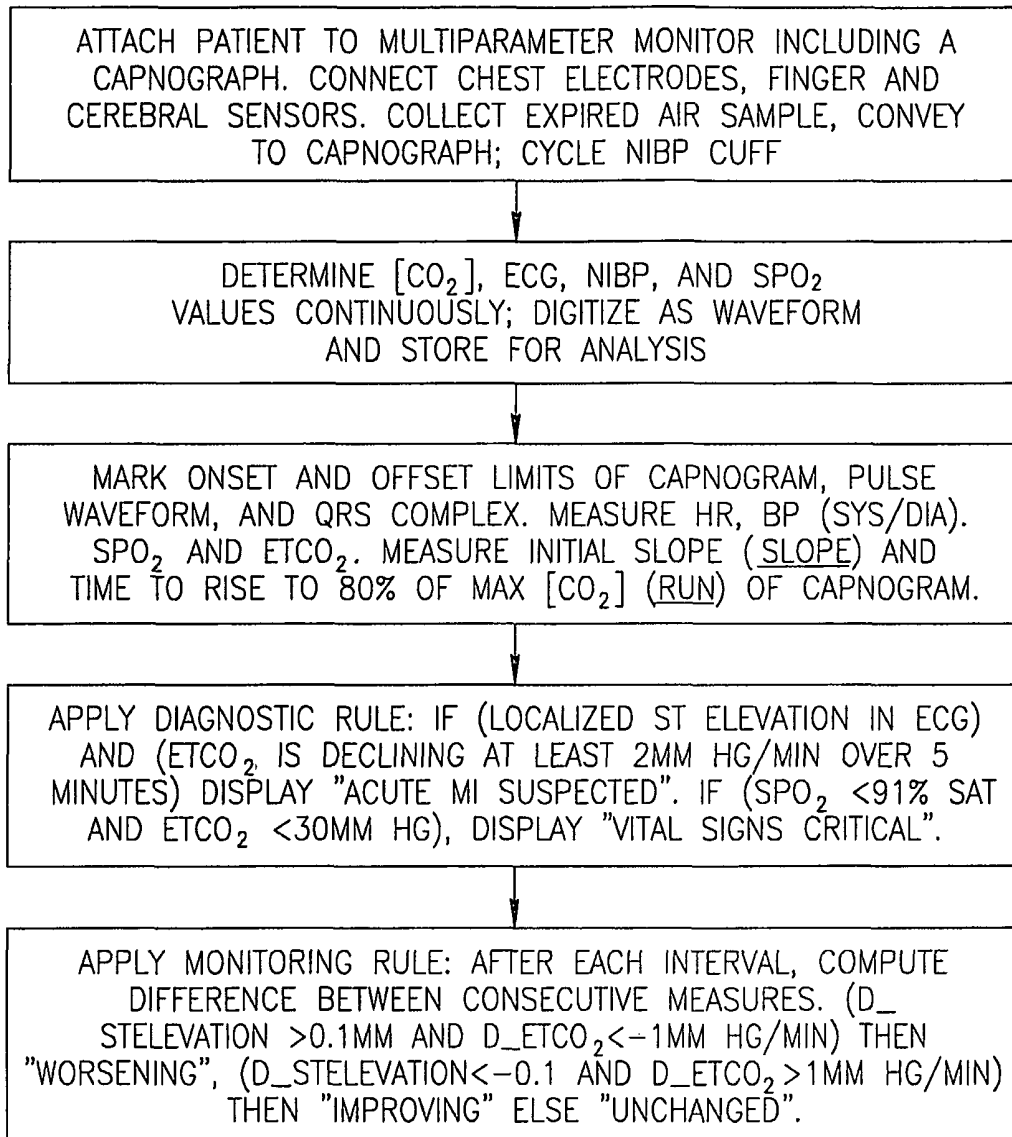 ATTACH PATIENT TO MULTIPARAMETER MONITOR INCLUDING A
CAPNOGRAPH. CONNECT CHEST ELECTRODES, FINGER AND
CEREBRAL SENSORS. COLLECT EXPIRED AIR SAMPLE, CONVEY
TO CAPNOGRAPH; CYCLE NIBP CUFF
DETERMINE [CO₂], ECG, NIBP, AND SPO₂
VALUES CONTINUOUSLY; DIGITIZE AS WAVEFORM
AND STORE FOR ANALYSIS
MARK ONSET AND OFFSET LIMITS OF CAPNOGRAM, PULSE
WAVEFORM, AND QRS COMPLEX. MEASURE HR, BP (SYS/DIA).
SPO₂ AND ETCO₂. MEASURE INITIAL SLOPE (SLOPE) AND
TIME TO RISE TO 80% OF MAX [CO₂] (RUN) OF CAPNOGRAM.
APPLY DIAGNOSTIC RULE: IF (LOCALIZED ST ELEVATION IN ECG)
AND (ETCO₂, IS DECLINING AT LEAST 2MM HG/MIN OVER 5
MINUTES) DISPLAY "ACUTE MI SUSPECTED". IF (SPO₂ <91% SAT
AND ETCO₂ <30MM HG), DISPLAY "VITAL SIGNS CRITICAL".
APPLY MONITORING RULE: AFTER EACH INTERVAL, COMPUTE
DIFFERENCE BETWEEN CONSECUTIVE MEASURES. (D_
STELEVATION >0.1MM AND D_ETCO₂<-1MM HG/MIN) THEN
"WORSENING", (D_STELEVATION<-0.1 AND D_ETCO₂>1MM HG/MIN)
THEN "IMPROVING" ELSE "UNCHANGED".